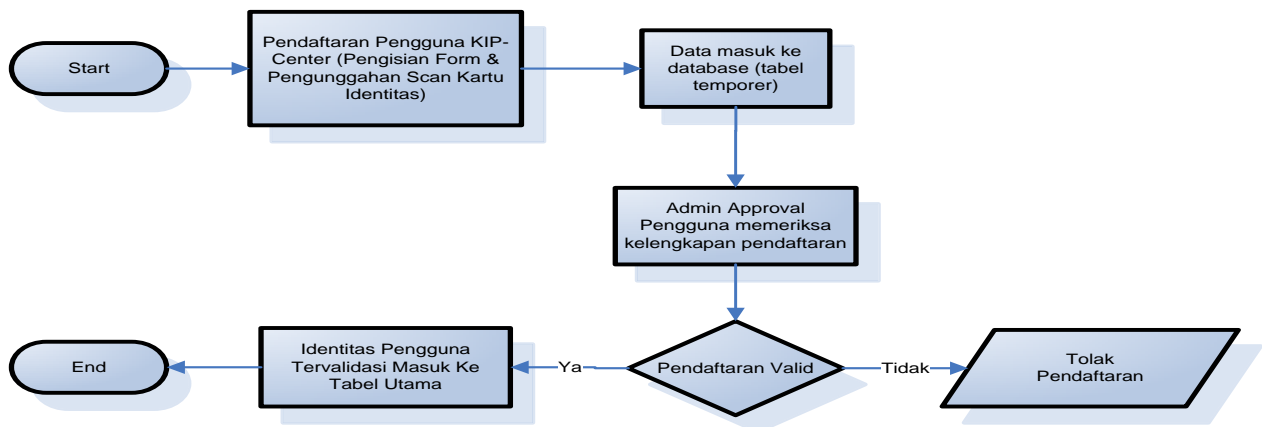 Start
Pendaftaran Pengguna KIP-
Center (Pengisian Form &
Pengunggahan Scan Kartu
Identitas)
Data masuk ke
database (tabel
temporer)
Admin Approval
Pengguna memeriksa
kelengkapan pendaftaran
Pendaftaran Valid
Ya
Identitas Pengguna
Tervalidasi Masuk Ke
Tabel Utama
End
Tidak
Tolak
Pendaftaran